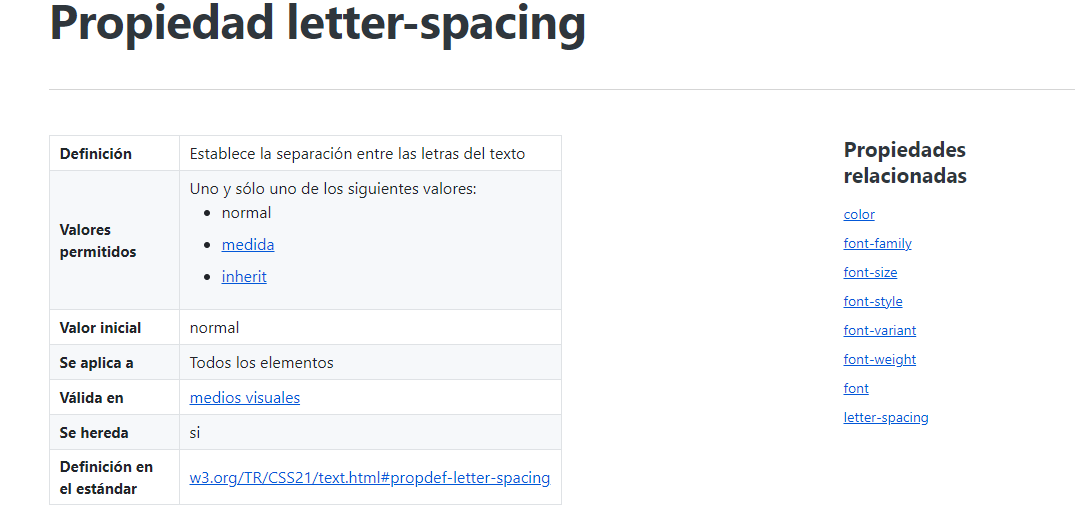 Propiedad letter-spacing
Definición
Establece la separación entre las letras del texto
Valores
permitidos
Uno y sólo uno de los siguientes valores:
normal
medida
inherit
Valor inicial
normal
Se aplica a
Todos los elementos
Válida en
medios visuales
Se hereda
si
Definición en
el estándar
w3.org/TR/CSS21/text.html#propdef-letter-spacing
Propiedades
relacionadas
color
font-family
font-size
font-style
font-variant
font-weight
font
letter-spacing